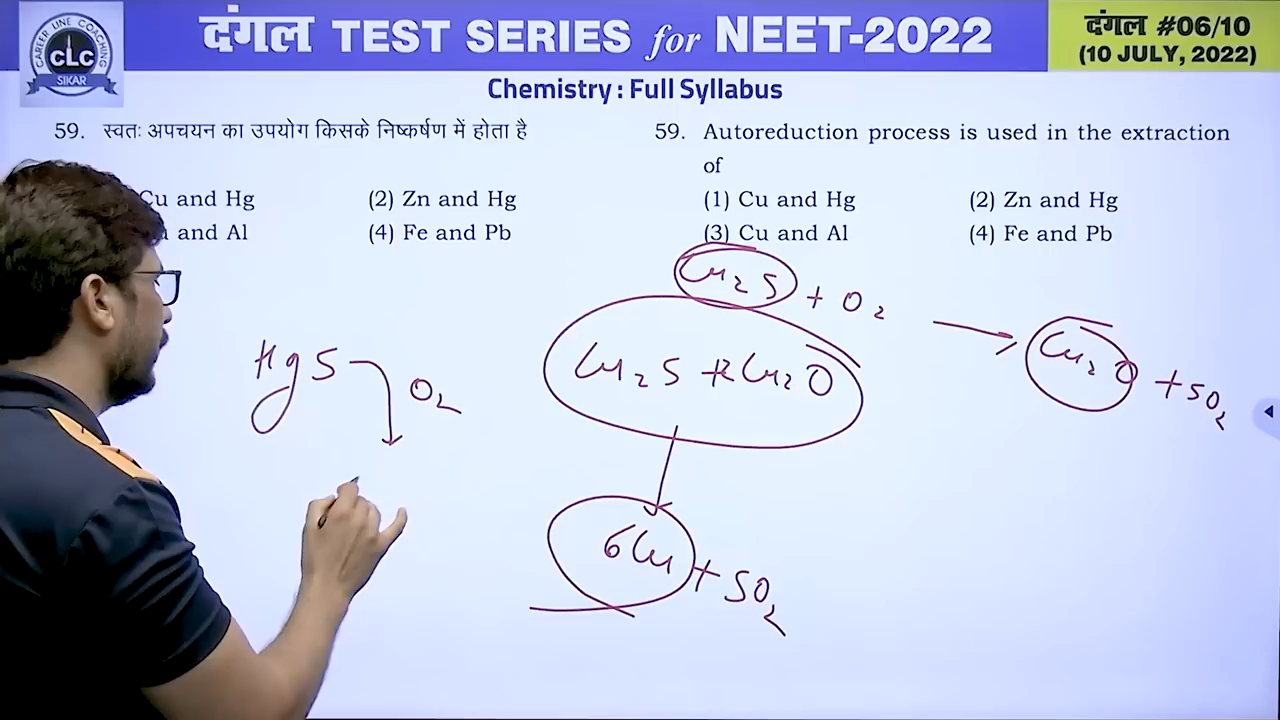 CAREER LINE COACHING
CLC
SIKAR
दंगल TEST SERIES for NEET-2022
दंगल #06/10
(10 JULY, 2022)
Chemistry : Full Syllabus
59. स्वतः अपचयन का उपयोग किसके निष्कर्षण में होता है
Cu and Hg
(2) Zn and Hg
and Al
(4) Fe and Pb
59. Autoreduction process is used in the extraction
of
(1) Cu and Hg
(2) Zn and Hg
(3) Cu and Al
(4) Fe and Pb
Cu₂S + O₂ → Cu₂O + SO₂
Cu₂S + 2Cu₂O
6Cu + SO₂
HgS
O₂